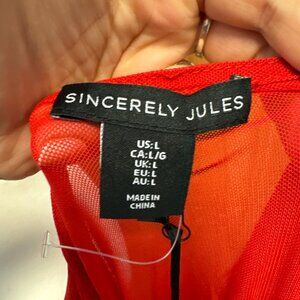 SINCERELY JULES
US:L
CA:L/G
UK:L
EU:L
AU:L
MADE IN
CHINA